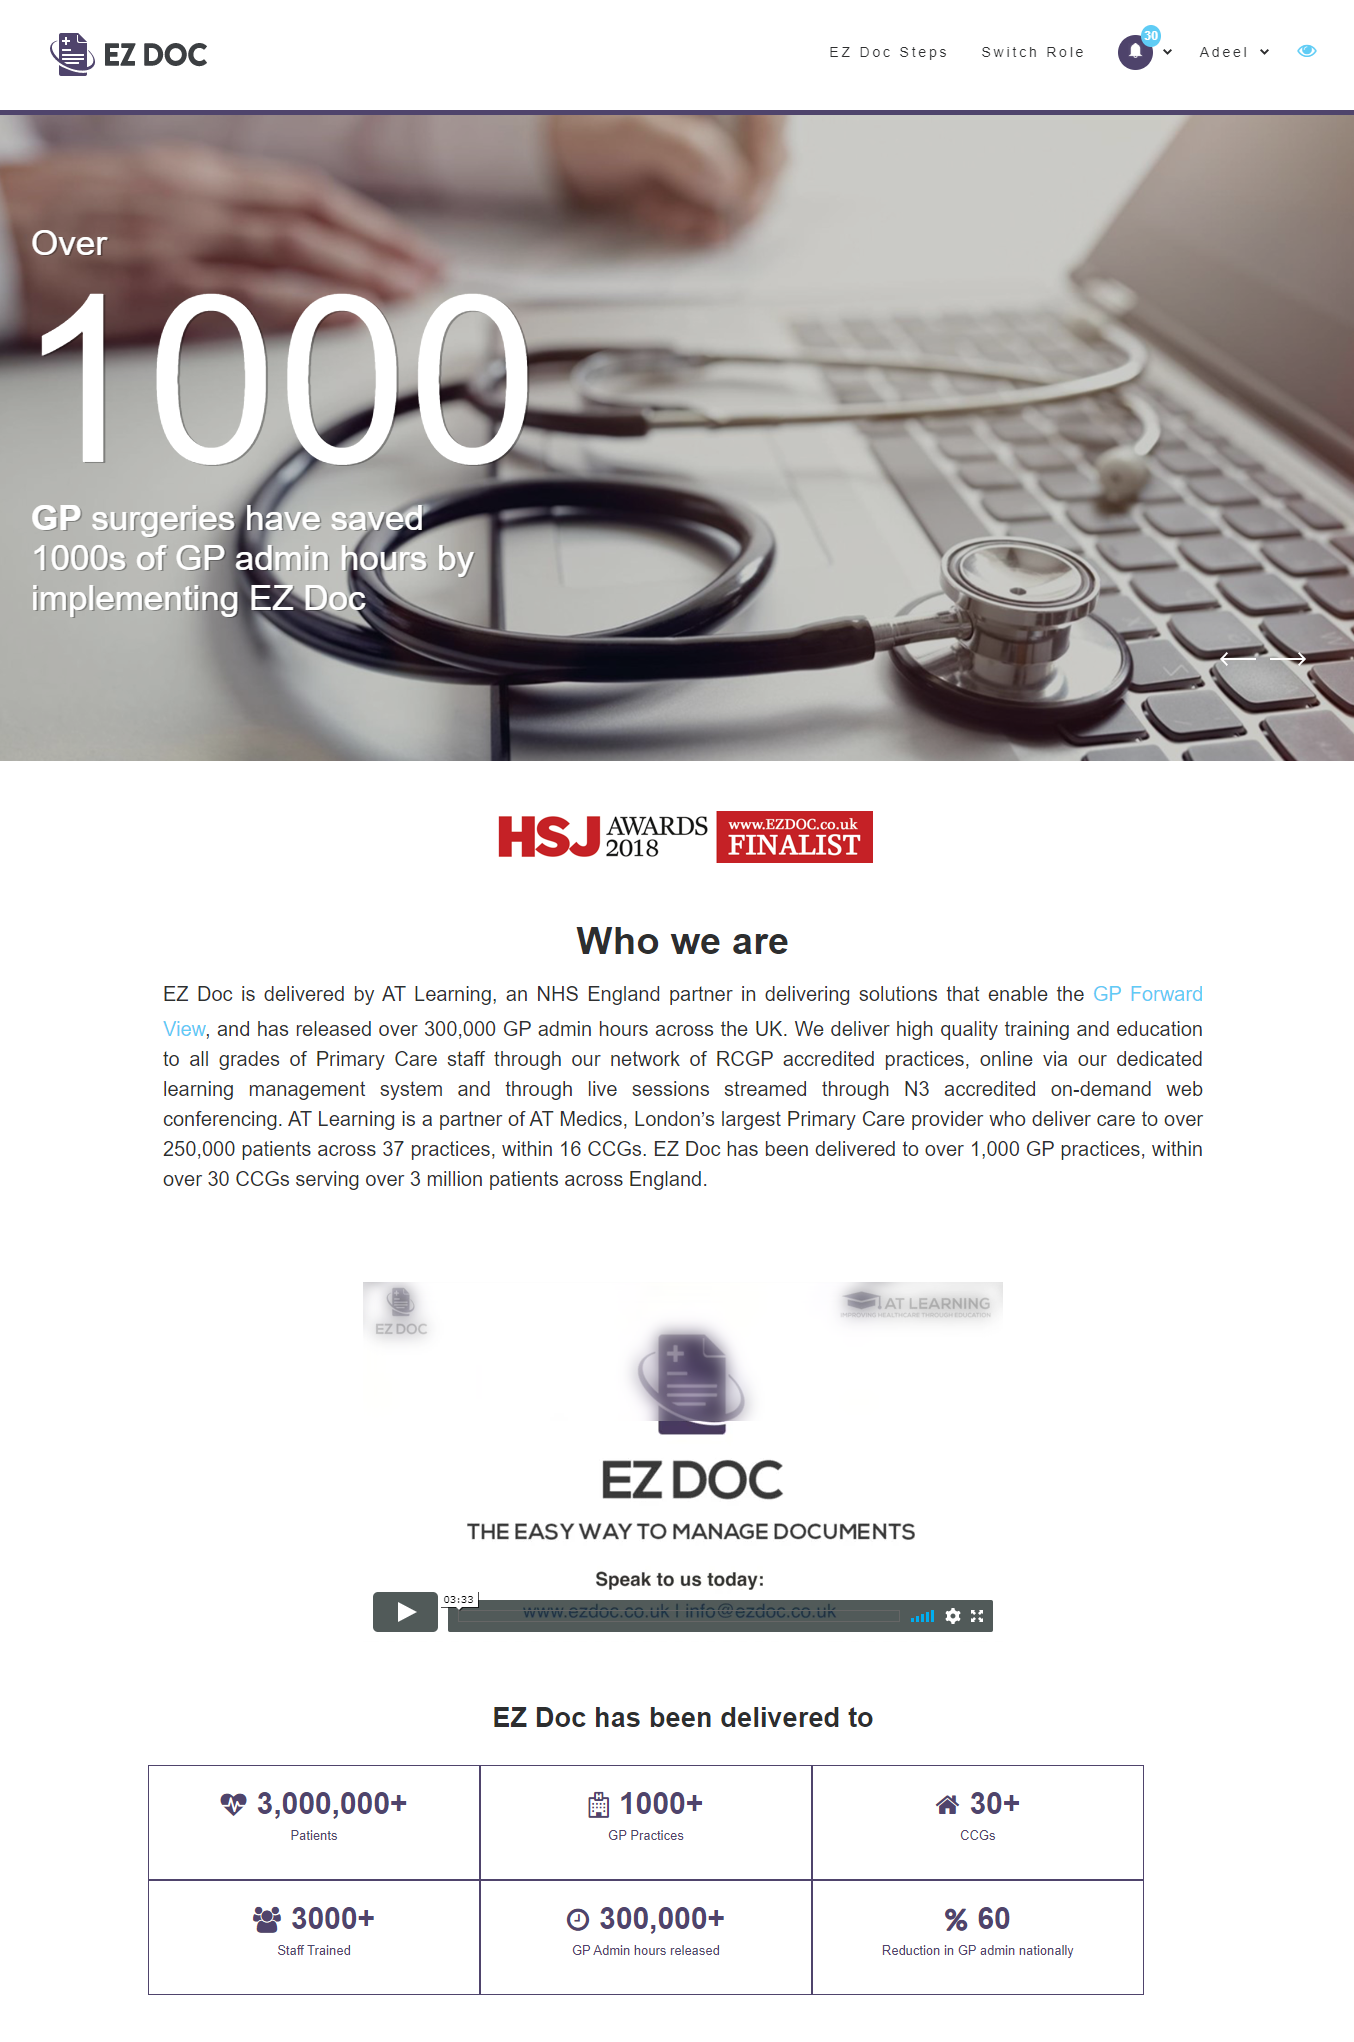 EZ DOC
EZ Doc Steps
Switch Role
30
Adeel
Over
1000
GP surgeries have saved
1000s of GP admin hours by
implementing EZ Doc
HSJ AWARDS 2018
www.EZDOC.co.uk
FINALIST
Who we are
EZ Doc is delivered by AT Learning, an NHS England partner in delivering solutions that enable the GP Forward
View, and has released over 300,000 GP admin hours across the UK. We deliver high quality training and education
to all grades of Primary Care staff through our network of RCGP accredited practices, online via our dedicated
learning management system and through live sessions streamed through N3 accredited on-demand web
conferencing. AT Learning is a partner of AT Medics, London’s largest Primary Care provider who deliver care to over
250,000 patients across 37 practices, within 16 CCGs. EZ Doc has been delivered to over 1,000 GP practices, within
over 30 CCGs serving over 3 million patients across England.
EZ DOC
AT LEARNING
IMPROVING HEALTHCARE THROUGH EDUCATION
EZ DOC
THE EASY WAY TO MANAGE DOCUMENTS
Speak to us today:
03:33
www.ezdoc.co.uk | info@ezdoc.co.uk
EZ Doc has been delivered to
3,000,000+
Patients
1000+
GP Practices
30+
CCGs
3000+
Staff Trained
300,000+
GP Admin hours released
% 60
Reduction in GP admin nationally